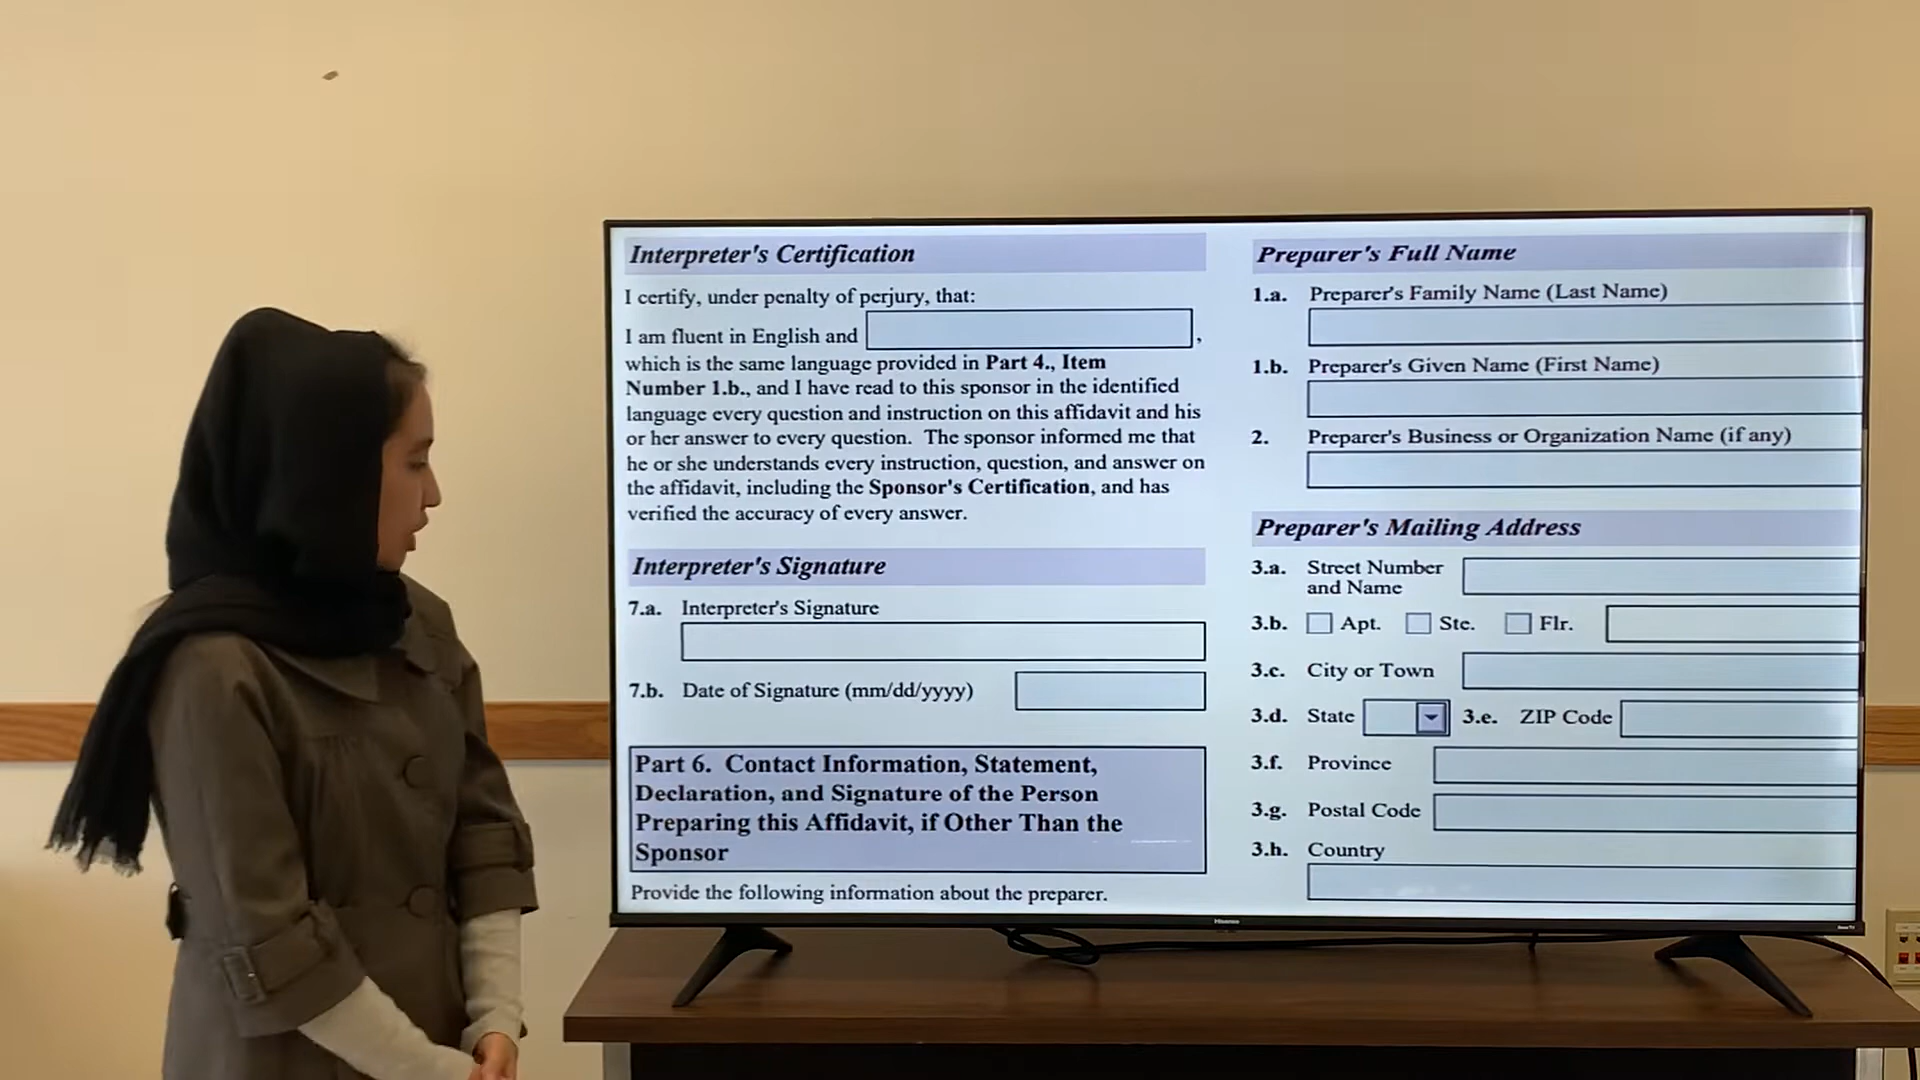 Interpreter's Certification
I certify, under penalty of perjury, that:
I am fluent in English and ,
which is the same language provided in Part 4., Item
Number 1.b., and I have read to this sponsor in the identified
language every question and instruction on this affidavit and his
or her answer to every question. The sponsor informed me that
he or she understands every instruction, question, and answer on
the affidavit, including the Sponsor's Certification, and has
verified the accuracy of every answer.
Interpreter's Signature
7.a. Interpreter's Signature
7.b. Date of Signature (mm/dd/yyyy)
Part 6. Contact Information, Statement,
Declaration, and Signature of the Person
Preparing this Affidavit, if Other Than the
Sponsor
Provide the following information about the preparer.
Preparer's Full Name
1.a. Preparer's Family Name (Last Name)
1.b. Preparer's Given Name (First Name)
2. Preparer's Business or Organization Name (if any)
Preparer's Mailing Address
3.a. Street Number
and Name
3.b. Apt. Ste. Flr.
3.c. City or Town
3.d. State 3.e. ZIP Code
3.f. Province
3.g. Postal Code
3.h. Country
Hisense
Roku TV